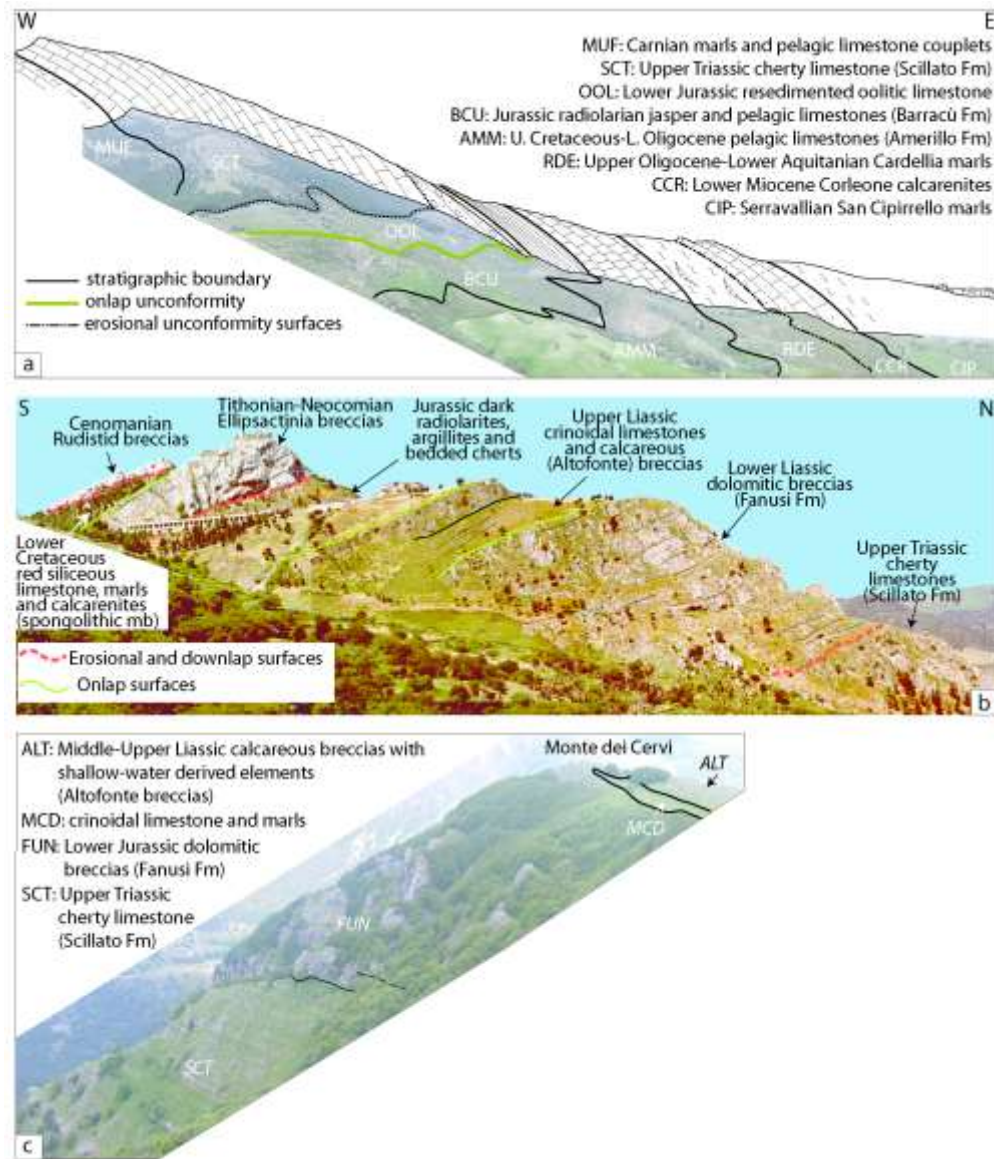 W
E
MUF: Carnian marls and pelagic limestone couplets
SCT: Upper Triassic cherty limestone (Scillato Fm)
OOL: Lower Jurassic resedimented oolitic limestone
BCU: Jurassic radiolarian jasper and pelagic limestones (Barracù Fm)
AMM: U. Cretaceous-L. Oligocene pelagic limestones (Amerillo Fm)
RDE: Upper Oligocene-Lower Aquitanian Cardellia marls
CCR: Lower Miocene Corleone calcarenites
CIP: Serravallian San Cipirrello marls
MUF
SCT
OOL
BCU
AMM
RDE
CCR
CIP
stratigraphic boundary
onlap unconformity
erosional unconformity surfaces
a
S
N
Cenomanian
Rudistid breccias
Tithonian-Neocomian
Ellipsactinia breccias
Jurassic dark
radiolarites,
argillites and
bedded cherts
Upper Liassic
crinoidal limestones
and calcareous
(Altofonte) breccias
Lower Liassic
dolomitic breccias
(Fanusi Fm)
Upper Triassic
cherty
limestones
(Scillato Fm)
Lower
Cretaceous
red siliceous
limestone, marls
and calcarenites
(spongolithic mb)
Erosional and downlap surfaces
Onlap surfaces
b
ALT: Middle-Upper Liassic calcareous breccias with
shallow-water derived elements
(Altofonte breccias)
MCD: crinoidal limestone and marls
FUN: Lower Jurassic dolomitic
breccias (Fanusi Fm)
SCT: Upper Triassic
cherty limestone
(Scillato Fm)
Monte dei Cervi
ALT
MCD
FUN
SCT
c